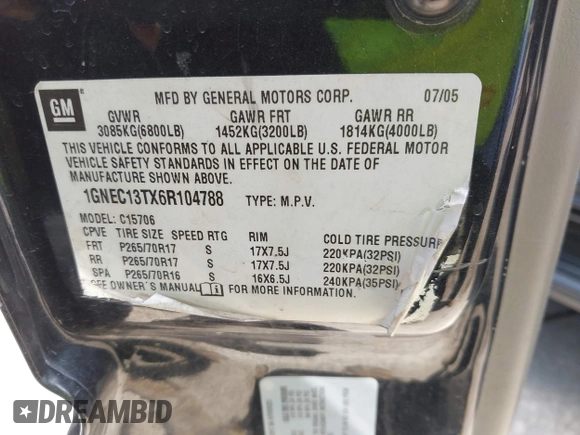 GM
MFD BY GENERAL MOTORS CORP. 07/05
GVWR GAWR FRT GAWR RR
3085KG(6800LB) 1452KG(3200LB) 1814KG(4000LB)
THIS VEHICLE CONFORMS TO ALL APPLICABLE U.S. FEDERAL MOTOR
VEHICLE SAFETY STANDARDS IN EFFECT ON THE DATE OF
MANUFACTURE SHOWN ABOVE.
1GNEC13TX6R104788 TYPE: M.P.V.
MODEL: C15706
CPVE TIRE SIZE SPEED RTG RIM COLD TIRE PRESSURE
FRT P265/70R17 S 17X7.5J 220KPA(32PSI)
RR P265/70R17 S 17X7.5J 220KPA(32PSI)
SPA P265/70R16 S 16X6.5J 240KPA(35PSI)
SEE OWNER'S MANUAL FOR MORE INFORMATION.
DREAMBID